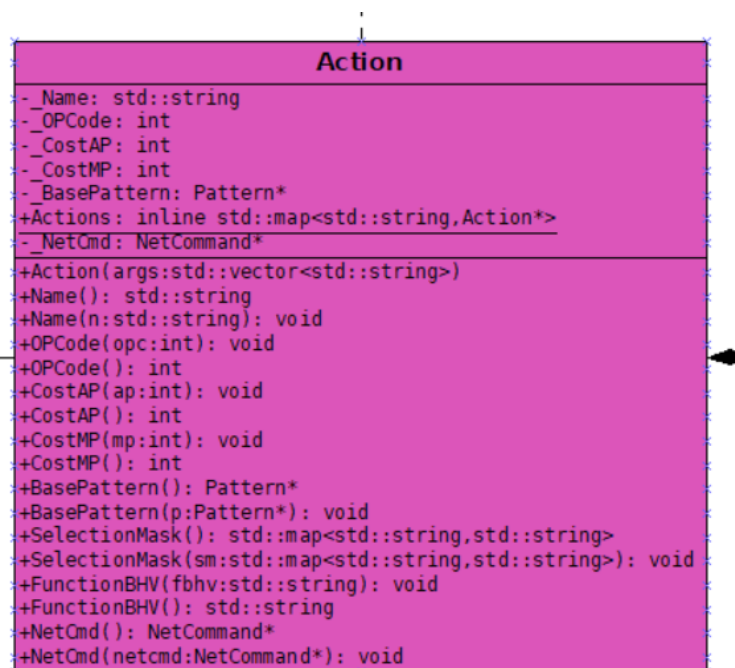 Action
-_Name: std::string
-_OPCode: int
-_CostAP: int
-_CostMP: int
-_BasePattern: Pattern*
+Actions: inline std::map<std::string,Action*>
-_NetCmd: NetCommand*
+Action(args:std::vector<std::string>)
+Name(): std::string
+Name(n:std::string): void
+OPCode(opc:int): void
+OPCode(): int
+CostAP(ap:int): void
+CostAP(): int
+CostMP(mp:int): void
+CostMP(): int
+BasePattern(): Pattern*
+BasePattern(p:Pattern*): void
+SelectionMask(): std::map<std::string,std::string>
+SelectionMask(sm:std::map<std::string,std::string>): void
+FunctionBHV(fbhv:std::string): void
+FunctionBHV(): std::string
+NetCmd(): NetCommand*
+NetCmd(netcmd:NetCommand*): void